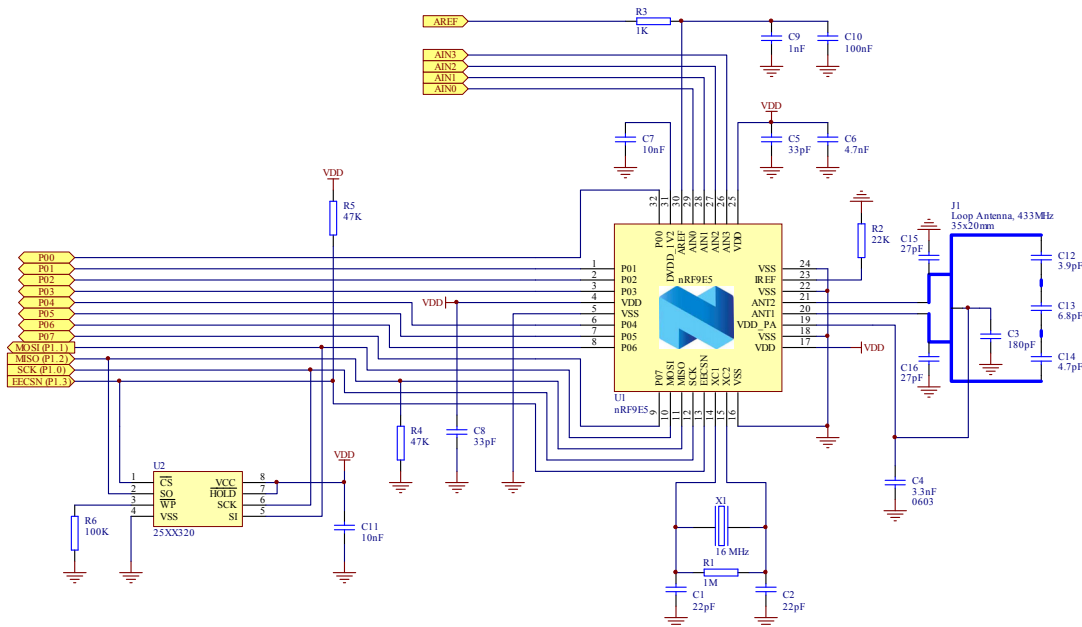 AREF
R3
1K
C9
1nF
C10
100nF
AIN3
AIN2
AIN1
AIN0
VDD
C7
10nF
C5
33pF
C6
4.7nF
VDD
R5
47K
32 31 30 29 28 27 26 25
P00 DVDD_1V2 AREF AIN0 AIN1 AIN2 AIN3 VDD
R2
22K
J1
Loop Antenna, 433MHz
35x20mm
C15
27pF
C12
3.9pF
P00
P01
P02
P03
P04
P05
P06
P07
MOSI (P1.1)
MISO (P1.2)
SCK (P1.0)
EECSN (P1.3)
nRF9E5
1 P01
2 P02
3 P03
4 VDD
5 VSS
6 P04
7 P05
8 P06
VSS 24
IREF 23
VSS 22
ANT2 21
ANT1 20
VDD_PA 19
VSS 18
VDD 17
VDD
VDD
C13
6.8pF
C3
180pF
C14
4.7pF
C16
27pF
P07 MOSI MISO SCK EECSN XC1 XC2 VSS
9 10 11 12 13 14 15 16
U1
nRF9E5
R4
47K
C8
33pF
VDD
U2
1 CS
2 SO
3 WP
4 VSS
VCC 8
HOLD 7
SCK 6
SI 5
25XX320
R6
100K
C11
10nF
C4
3.3nF
0603
X1
16 MHz
R1
1M
C1
22pF
C2
22pF